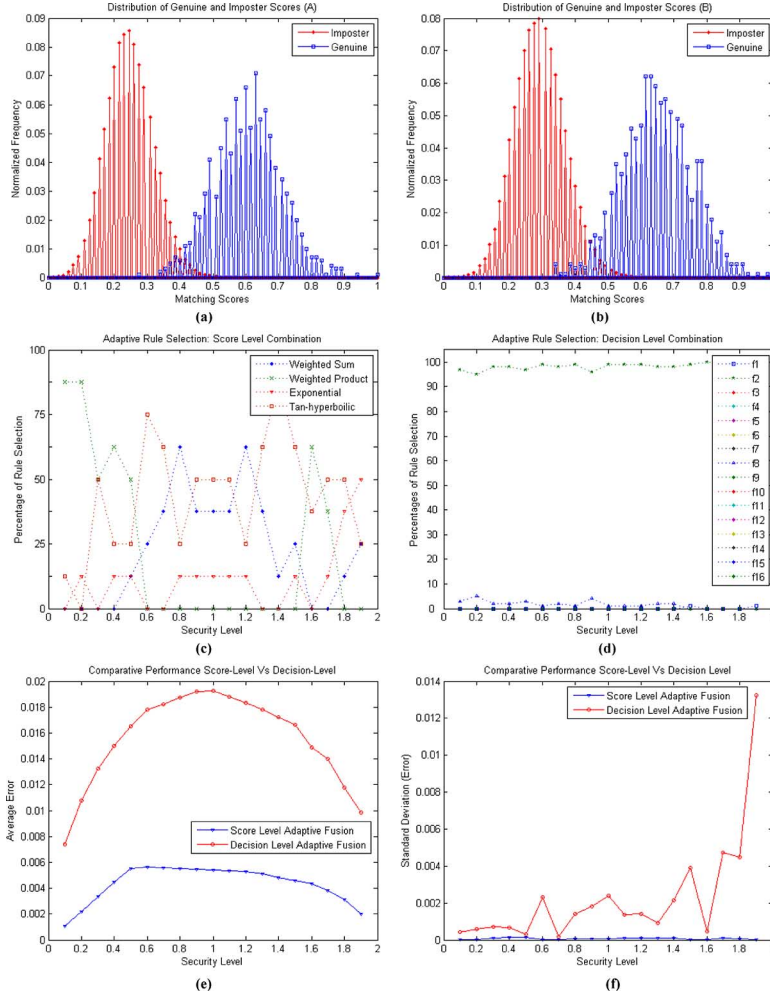 Distribution of Genuine and Imposter Scores (A)
0.09
0.08
0.07
0.06
0.05
0.04
0.03
0.02
0.01
0
Normalized Frequency
Imposter
Genuine
0 0.1 0.2 0.3 0.4 0.5 0.6 0.7 0.8 0.9 1
Matching Scores
(a)
Distribution of Genuine and Imposter Scores (B)
0.08
0.07
0.06
0.05
0.04
0.03
0.02
0.01
0
Normalized Frequency
Imposter
Genuine
0 0.1 0.2 0.3 0.4 0.5 0.6 0.7 0.8 0.9
Matching Scores
(b)
Adaptive Rule Selection: Score Level Combination
100
75
50
25
0
Percentage of Rule Selection
Weighted Sum
Weighted Product
Exponential
Tan-hyperboilic
0 0.2 0.4 0.6 0.8 1 1.2 1.4 1.6 1.8 2
Security Level
(c)
Adaptive Rule Selection: Decision Level Combination
100
90
80
70
60
50
40
30
20
10
0
Percentages of Rule Selection
f1
f2
f3
f4
f5
f6
f7
f8
f9
f10
f11
f12
f13
f14
f15
f16
0 0.2 0.4 0.6 0.8 1 1.2 1.4 1.6 1.8 2
Security Level
(d)
Comparative Performance Score-Level Vs Decision-Level
0.02
0.018
0.016
0.014
0.012
0.01
0.008
0.006
0.004
0.002
0
Average Error
Score Level Adaptive Fusion
Decision Level Adaptive Fusion
0 0.2 0.4 0.6 0.8 1 1.2 1.4 1.6 1.8 2
Security Level
(e)
Comparative Performance Score-Level Vs Decision Level
0.014
0.012
0.01
0.008
0.006
0.004
0.002
0
Standard Deviation (Error)
Score Level Adaptive Fusion
Decision Level Adaptive Fusion
0 0.2 0.4 0.6 0.8 1 1.2 1.4 1.6 1.8 2
Security Level
(f)